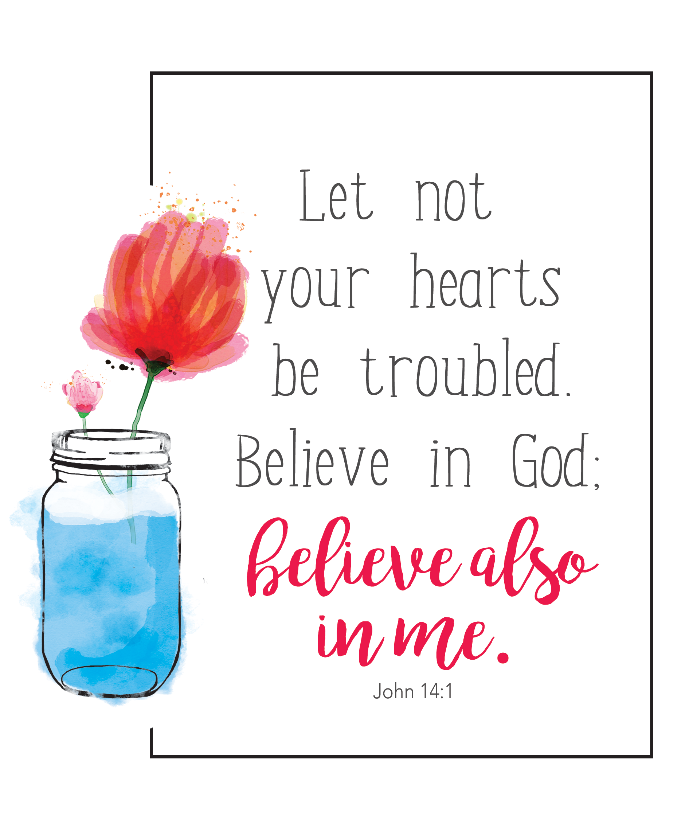 Let not
your hearts
be troubled.
Believe in God;
believe also
in me.
John 14:1